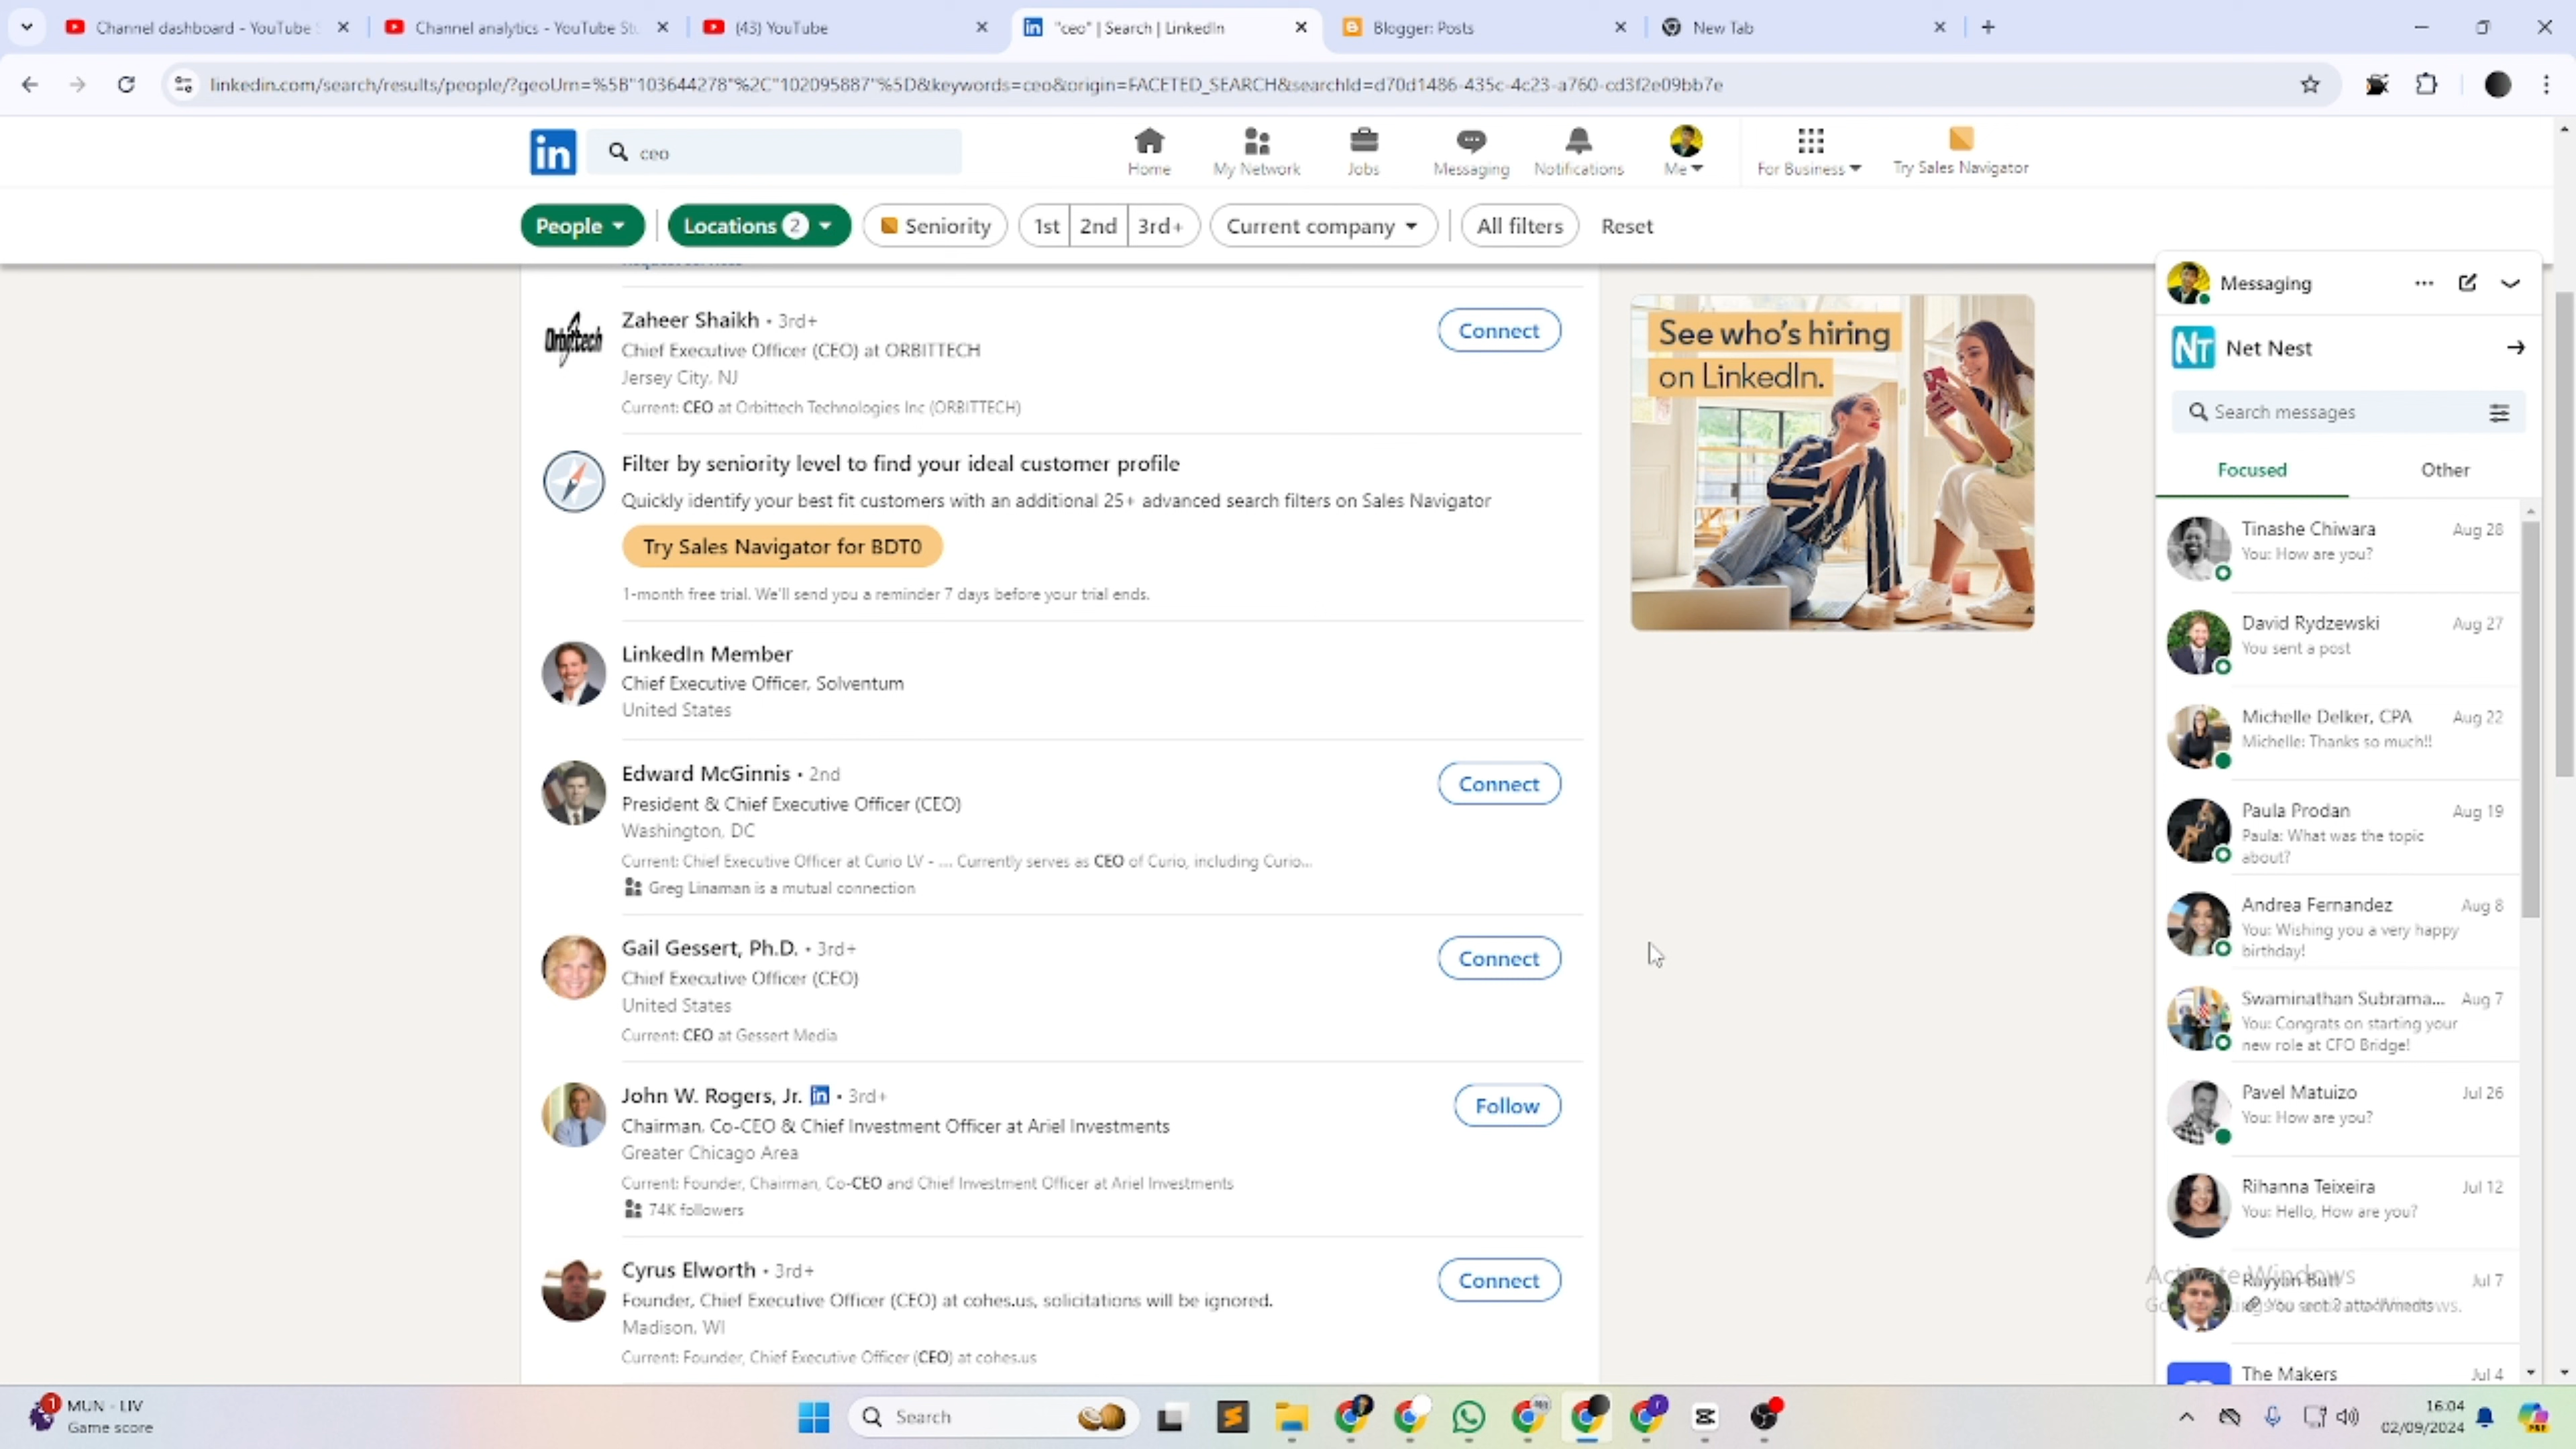 Channel dashboard - YouTube S
Channel analytics - YouTube Stu
(43) YouTube
"ceo" | Search | LinkedIn
Blogger: Posts
New Tab
linkedin.com/search/results/people/?geoUrn=%5B"103644278"%2C"102095887"%5D&keywords=ceo&origin=FACETED_SEARCH&searchId=d70d1486-435c-4c23-a760-cd3f2e09bb7e
in
ceo
Home
My Network
Jobs
Messaging
Notifications
Me
For Business
Try Sales Navigator
People
Locations 2
Seniority
1st
2nd
3rd+
Current company
All filters
Reset
Orbittech
Zaheer Shaikh • 3rd+
Chief Executive Officer (CEO) at ORBITTECH
Jersey City, NJ
Current: CEO at Orbittech Technologies Inc (ORBITTECH)
Connect
Filter by seniority level to find your ideal customer profile
Quickly identify your best fit customers with an additional 25+ advanced search filters on Sales Navigator
Try Sales Navigator for BDT0
1-month free trial. We'll send you a reminder 7 days before your trial ends.
LinkedIn Member
Chief Executive Officer, Solventum
United States
Edward McGinnis • 2nd
President & Chief Executive Officer (CEO)
Washington, DC
Current: Chief Executive Officer at Curio LV - ... Currently serves as CEO of Curio, including Curio...
Greg Linaman is a mutual connection
Connect
Gail Gessert, Ph.D. • 3rd+
Chief Executive Officer (CEO)
United States
Current: CEO at Gessert Media
Connect
John W. Rogers, Jr. in • 3rd+
Chairman, Co-CEO & Chief Investment Officer at Ariel Investments
Greater Chicago Area
Current: Founder, Chairman, Co-CEO and Chief Investment Officer at Ariel Investments
74K followers
Follow
Cyrus Elworth • 3rd+
Founder, Chief Executive Officer (CEO) at cohes.us, solicitations will be ignored.
Madison, WI
Current: Founder, Chief Executive Officer (CEO) at cohes.us
Connect
See who's hiring
on LinkedIn.
Messaging
NT
Net Nest
Search messages
Focused
Other
Tinashe Chiwara
Aug 28
You: How are you?
David Rydzewski
Aug 27
You sent a post
Michelle Delker, CPA
Aug 22
Michelle: Thanks so much!!
Paula Prodan
Aug 19
Paula: What was the topic
about?
Andrea Fernandez
Aug 8
You: Wishing you a very happy
birthday!
Swaminathan Subrama...
Aug 7
You: Congrats on starting your
new role at CFO Bridge!
Pavel Matuizo
Jul 26
You: How are you?
Rihanna Teixeira
Jul 12
You: Hello, How are you?
Activate Windows
Rayyan Butt
Jul 7
You sent 2 attachments
The Makers
Jul 4
1
MUN - LIV
Game score
Search
16:04
02/09/2024